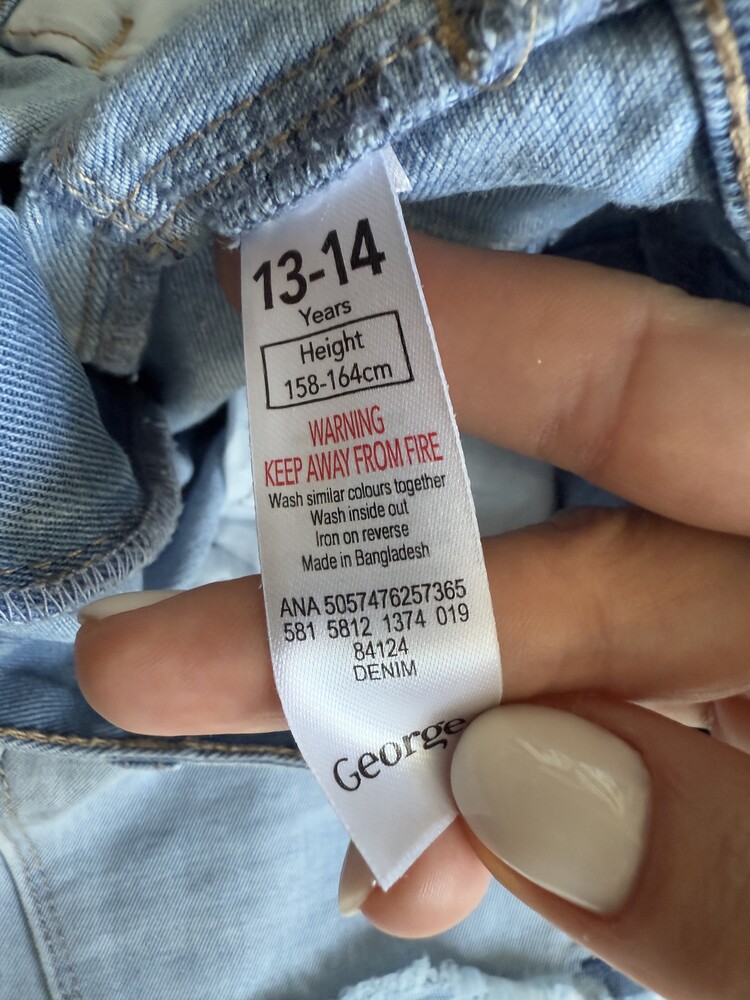 13-14
Years
Height
158-164cm
WARNING
KEEP AWAY FROM FIRE
Wash similar colours together
Wash inside out
Iron on reverse
Made in Bangladesh
ANA 5057476257365
581 5812 1374 019
84124
DENIM
George